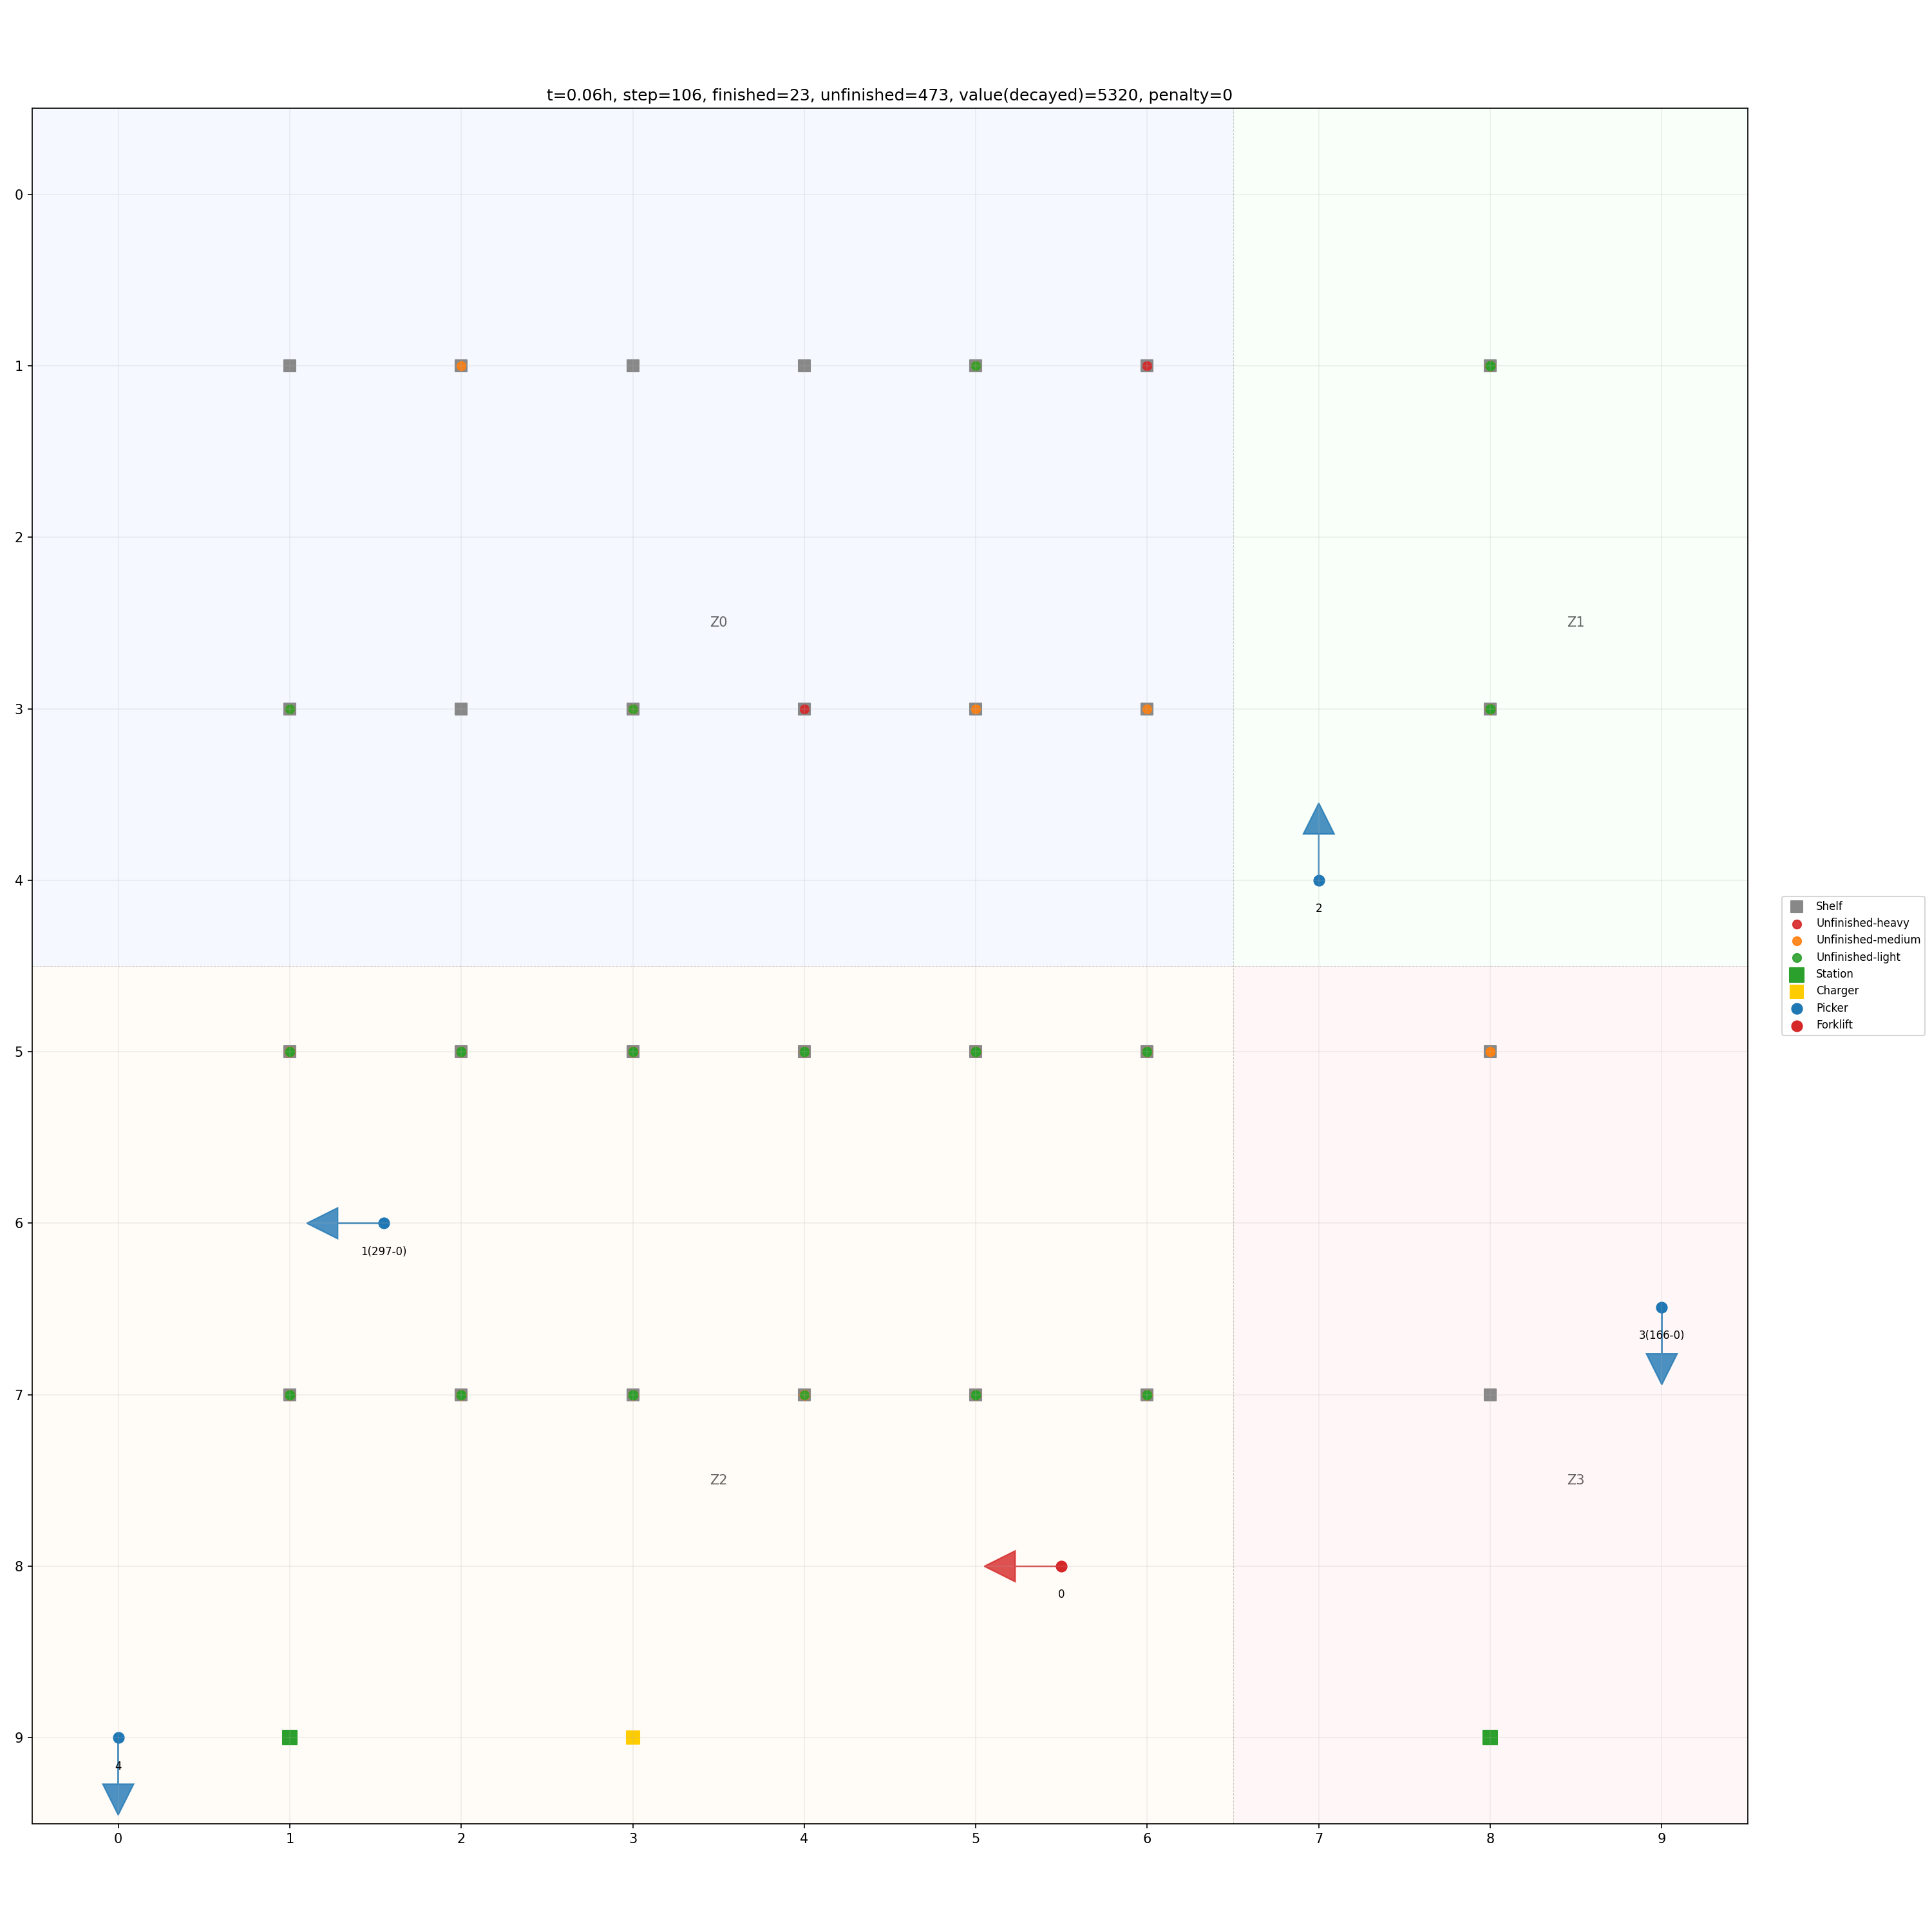 t=0.06h, step=106, finished=23, unfinished=473, value(decayed)=5320, penalty=0
0
1
2
Z0
Z1
3
4
2
Shelf
Unfinished-heavy
Unfinished-medium
Unfinished-light
Station
Charger
Picker
Forklift
5
6
1(297-0)
3(166-0)
7
Z2
Z3
8
0
9
4
0
1
2
3
4
5
6
7
8
9